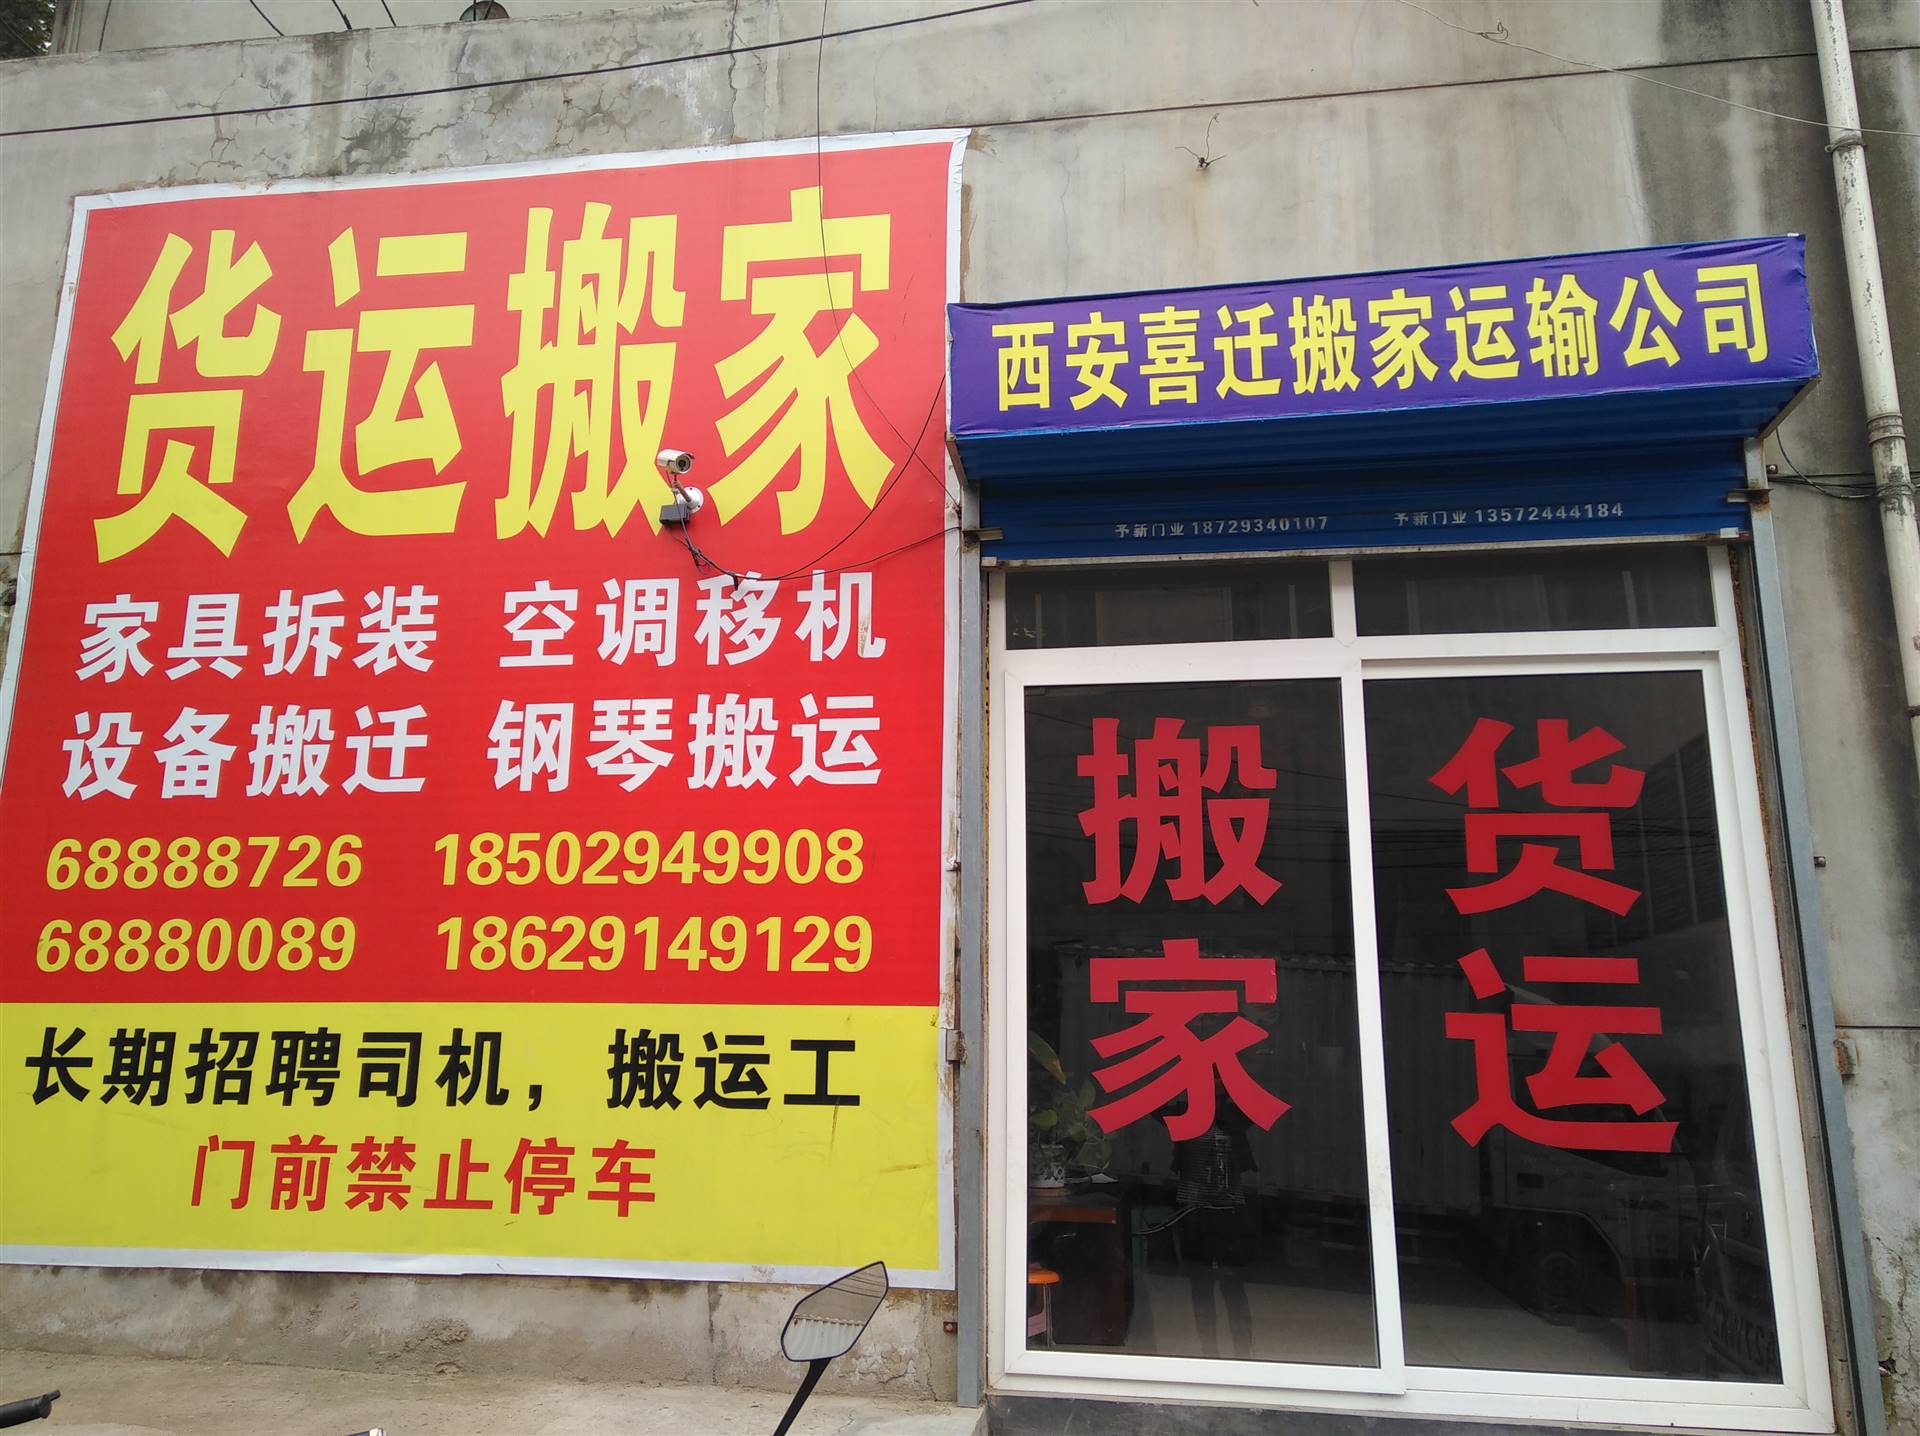 货运搬家
家具拆装 空调移机
设备搬迁 钢琴搬运
68888726 18502949908
68880089 18629149129
长期招聘司机，搬运工
门前禁止停车
西安喜迁搬家运输公司
予新门业 18729340107 予新门业 13572444184
搬家
货运